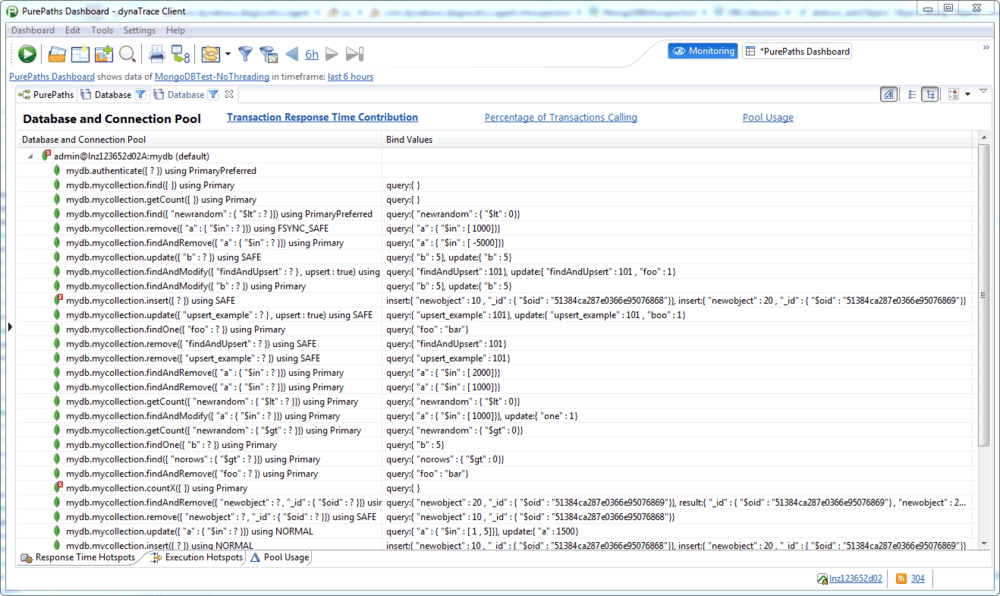 PurePaths Dashboard - dynaTrace Client
Dashboard Edit Tools Settings Help
6h
Monitoring
*PurePaths Dashboard
PurePaths Dashboard shows data of MongoDBTest-NoThreading in timeframe: last 6 hours
PurePaths Database Database
Database and Connection Pool Transaction Response Time Contribution Percentage of Transactions Calling Pool Usage
Database and Connection Pool Bind Values
admin@lnz123652d02A:mydb (default)
mydb.authenticate({ ? }) using PrimaryPreferred
mydb.mycollection.find({ }) using Primary query:{ }
mydb.mycollection.getCount({ }) using Primary query:{ }
mydb.mycollection.find({ "newrandom" : { "$lt" : ? }}) using PrimaryPreferred query:{ "newrandom" : { "$lt" : 0}}
mydb.mycollection.remove({ "a" : { "$in" : ? }}) using FSYNC_SAFE query:{ "a" : { "$in" : [ 1000]}}
mydb.mycollection.findAndRemove({ "a" : { "$in" : ? }}) using Primary query:{ "a" : { "$in" : [ -5000]}}
mydb.mycollection.update({ "b" : ? }) using SAFE query:{ "b" : 5}, update:{ "b" : 5}
mydb.mycollection.findAndModify({ "findAndUpsert" : ? } , upsert : true) using query:{ "findAndUpsert" : 101}, update:{ "findAndUpsert" : 101 , "foo" : 1}
mydb.mycollection.findAndModify({ "b" : ? }) using Primary query:{ "b" : 5}, update:{ "b" : 5}
mydb.mycollection.insert({ ? }) using SAFE insert:{ "newobject" : 10 , "_id" : { "$oid" : "51384ca287e0366e95076868"}}, insert:{ "newobject" : 20 , "_id" : { "$oid" : "51384ca287e0366e95076869"}}
mydb.mycollection.update({ "upsert_example" : ? } , upsert : true) using SAFE query:{ "upsert_example" : 101}, update:{ "upsert_example" : 101 , "boo" : 1}
mydb.mycollection.findOne({ "foo" : ? }) using Primary query:{ "foo" : "bar"}
mydb.mycollection.remove({ "findAndUpsert" : ? }) using SAFE query:{ "findAndUpsert" : 101}
mydb.mycollection.remove({ "upsert_example" : ? }) using SAFE query:{ "upsert_example" : 101}
mydb.mycollection.findAndRemove({ "a" : { "$in" : ? }}) using Primary query:{ "a" : { "$in" : [ 2000]}}
mydb.mycollection.findAndRemove({ "a" : { "$in" : ? }}) using Primary query:{ "a" : { "$in" : [ 1000]}}
mydb.mycollection.getCount({ "newrandom" : { "$lt" : ? }}) using Primary query:{ "newrandom" : { "$lt" : 0}}
mydb.mycollection.findAndModify({ "a" : { "$in" : ? }}) using Primary query:{ "a" : { "$in" : [ 1000]}}, update:{ "one" : 1}
mydb.mycollection.getCount({ "newrandom" : { "$gt" : ? }}) using Primary query:{ "newrandom" : { "$gt" : 0}}
mydb.mycollection.findOne({ "b" : ? }) using Primary query:{ "b" : 5}
mydb.mycollection.find({ "norows" : { "$gt" : ? }}) using Primary query:{ "norows" : { "$gt" : 0}}
mydb.mycollection.findAndRemove({ "foo" : ? }) using Primary query:{ "foo" : "bar"}
mydb.mycollection.countX({ }) using Primary query:{ }
mydb.mycollection.findAndRemove({ "newobject" : ? , "_id" : { "$oid" : ? }}) usin query:{ "newobject" : 20 , "_id" : { "$oid" : "51384ca287e0366e95076869"}}, result:{ "_id" : { "$oid" : "51384ca287e0366e95076869"} , "newobject" : 2...
mydb.mycollection.remove({ "newobject" : ? , "_id" : { "$oid" : ? }}) using SAFE query:{ "newobject" : 10 , "_id" : { "$oid" : "51384ca287e0366e95076868"}}
mydb.mycollection.update({ "a" : { "$in" : ? }}) using NORMAL query:{ "a" : { "$in" : [ 1 , 5]}}, update:{ "a" : 1500}
mydb.mycollection.insert({ ? }) using NORMAL insert:{ "newobject" : 10 , "_id" : { "$oid" : "51384ca287e0366e95076868"}}, insert:{ "newobject" : 20 , "_id" : { "$oid" : "51384ca287e0366e95076869"}}
Response Time Hotspots Execution Hotspots Pool Usage
lnz123652d02 304